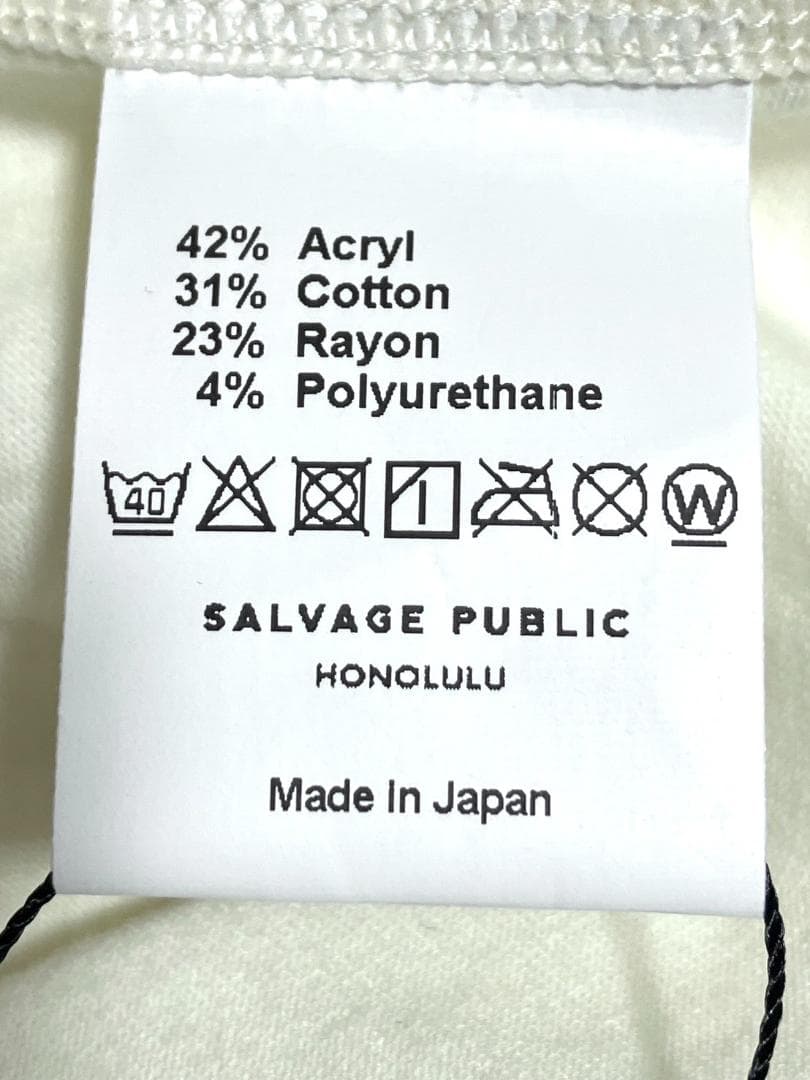 42% Acryl
31% Cotton
23% Rayon
4% Polyurethane
40 W
SALVAGE PUBLIC
HONOLULU
Made in Japan